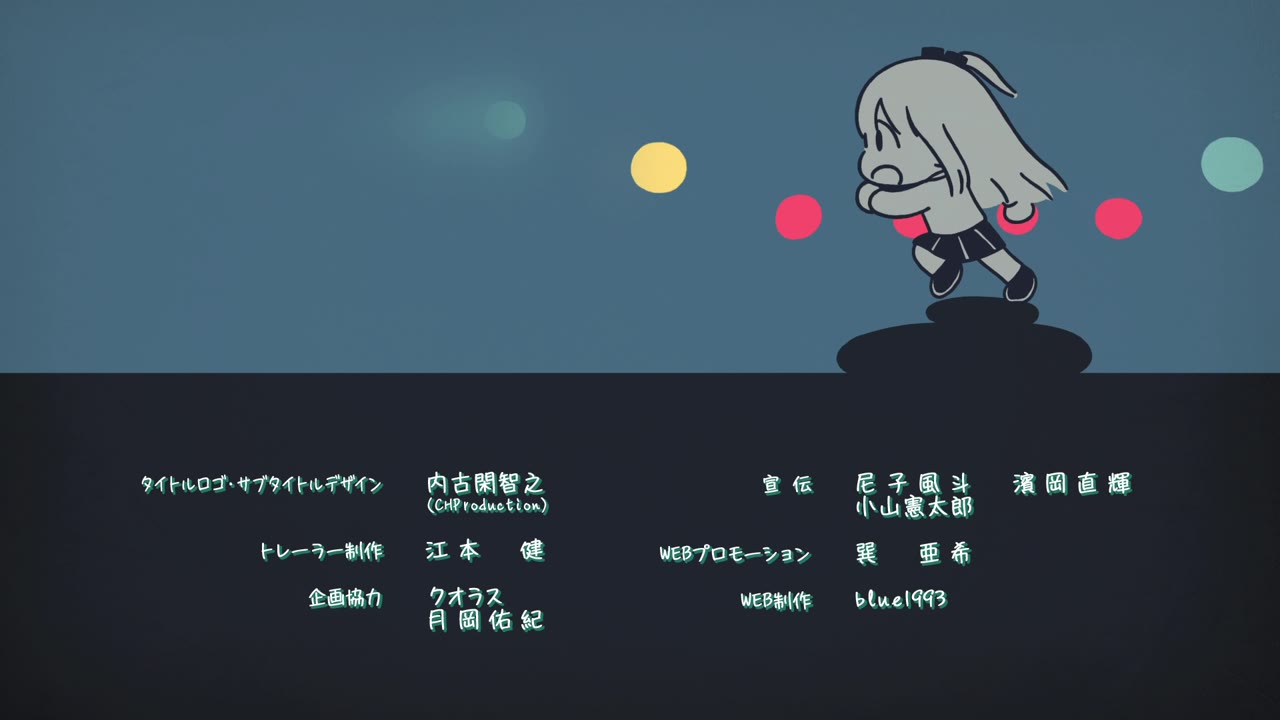 タイトルロゴ・サブタイトルデザイン 内古閑智之
(CHProduction)
トレーラー制作 江本 健
企画協力 クオラス
月岡佑紀
宣伝 尼子風斗 濱岡直輝
小山憲太郎
WEBプロモーション 巽 亜希
WEB制作 blue1993